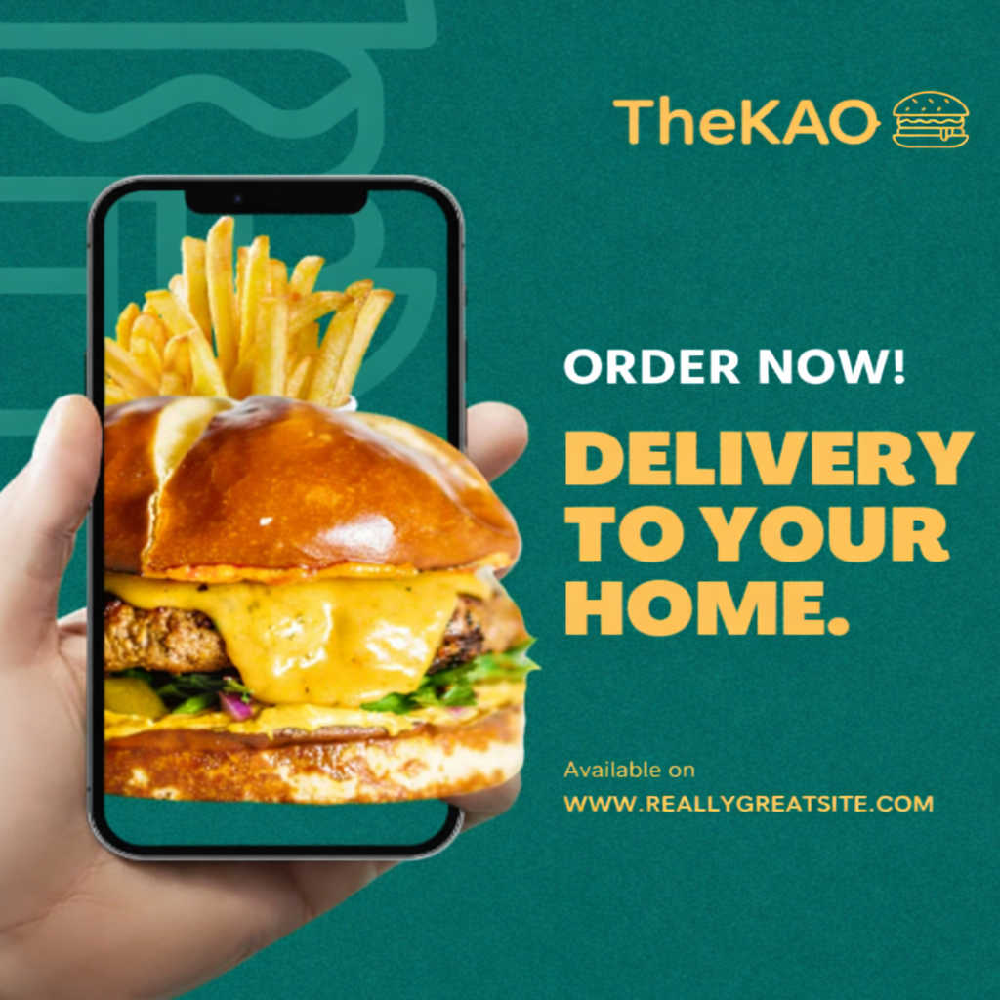 TheKAO
ORDER NOW!
DELIVERY
TO YOUR
HOME.
Available on
WWW.REALLYGREATSITE.COM